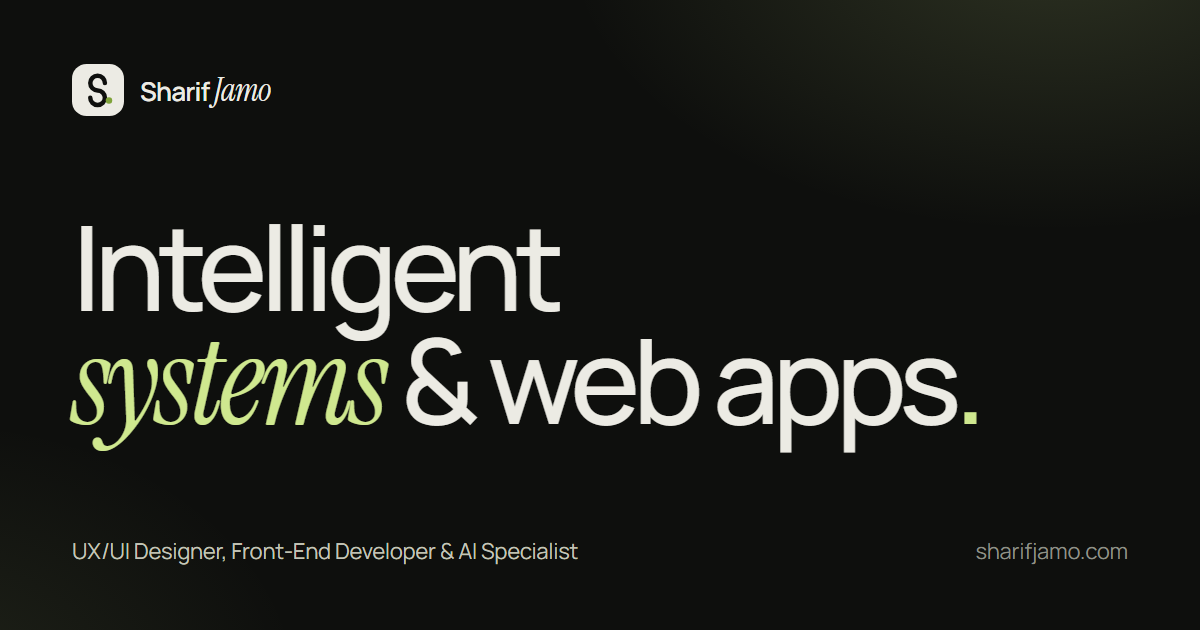 S.
Sharif Jamo
Intelligent
systems & web apps.
UX/UI Designer, Front-End Developer & AI Specialist
sharifjamo.com